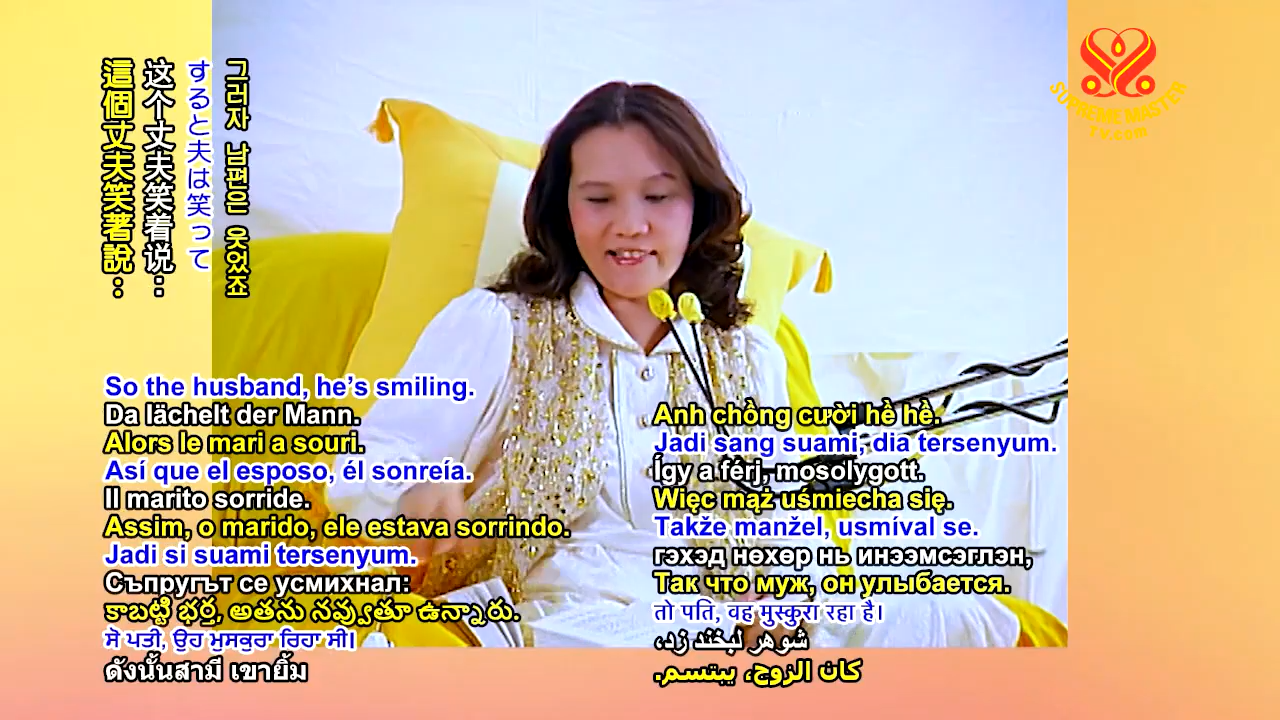 這個丈夫笑著說…
这个丈夫笑着说…
すると夫は笑って
그러자 남편은 웃었죠
SUPREME MASTER
TV.com
So the husband, he’s smiling.
Da lächelt der Mann.
Alors le mari a souri.
Así que el esposo, él sonreía.
Il marito sorride.
Assim, o marido, ele estava sorrindo.
Jadi si suami tersenyum.
Съпругът се усмихнал:
కాబట్టి భర్త, అతను నవ్వుతూ ఉన్నారు.
ਸੋ ਪਤੀ, ਉਹ ਮੁਸਕੁਰਾ ਰਿਹਾ ਸੀ।
ดังนั้นสามี เขายิ้ม
Anh chồng cười hề hề.
Jadi sang suami, dia tersenyum.
Így a férj, mosolygott.
Więc mąż uśmiecha się.
Takže manžel, usmíval se.
гэхэд нөхөр нь инээмсэглэн,
Так что муж, он улыбается.
तो पति, वह मुस्कुरा रहा है।
شوهر لبخند زد،
كان الزوج، يبتسم.